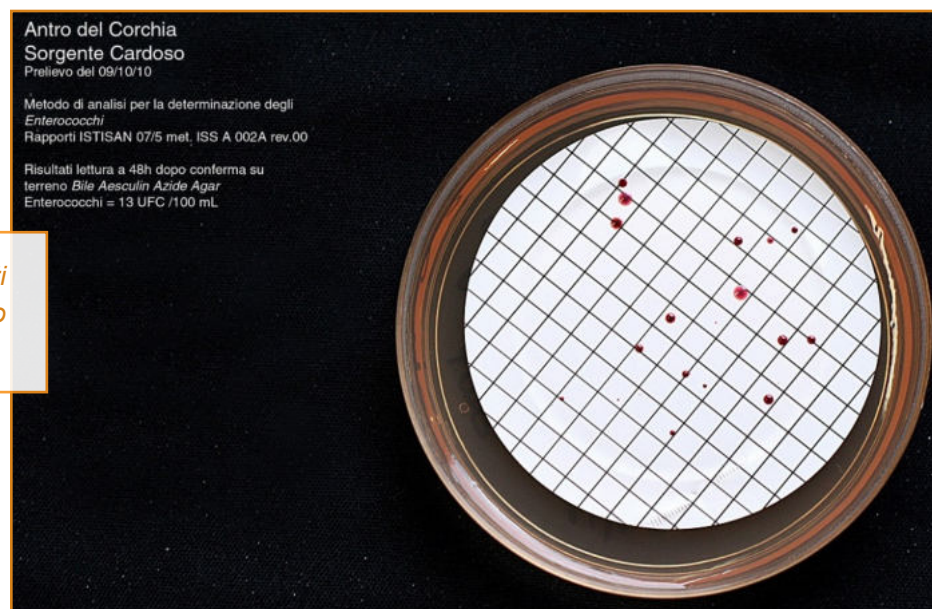 Antro del Corchia
Sorgente Cardoso
Prelievo del 09/10/10
Metodo di analisi per la determinazione degli
Enterococchi
Rapporti ISTISAN 07/5 met. ISS A 002A rev.00
Risultati lettura a 48h dopo conferma su
terreno Bile Aesculin Azide Agar
Enterococchi = 13 UFC /100 mL